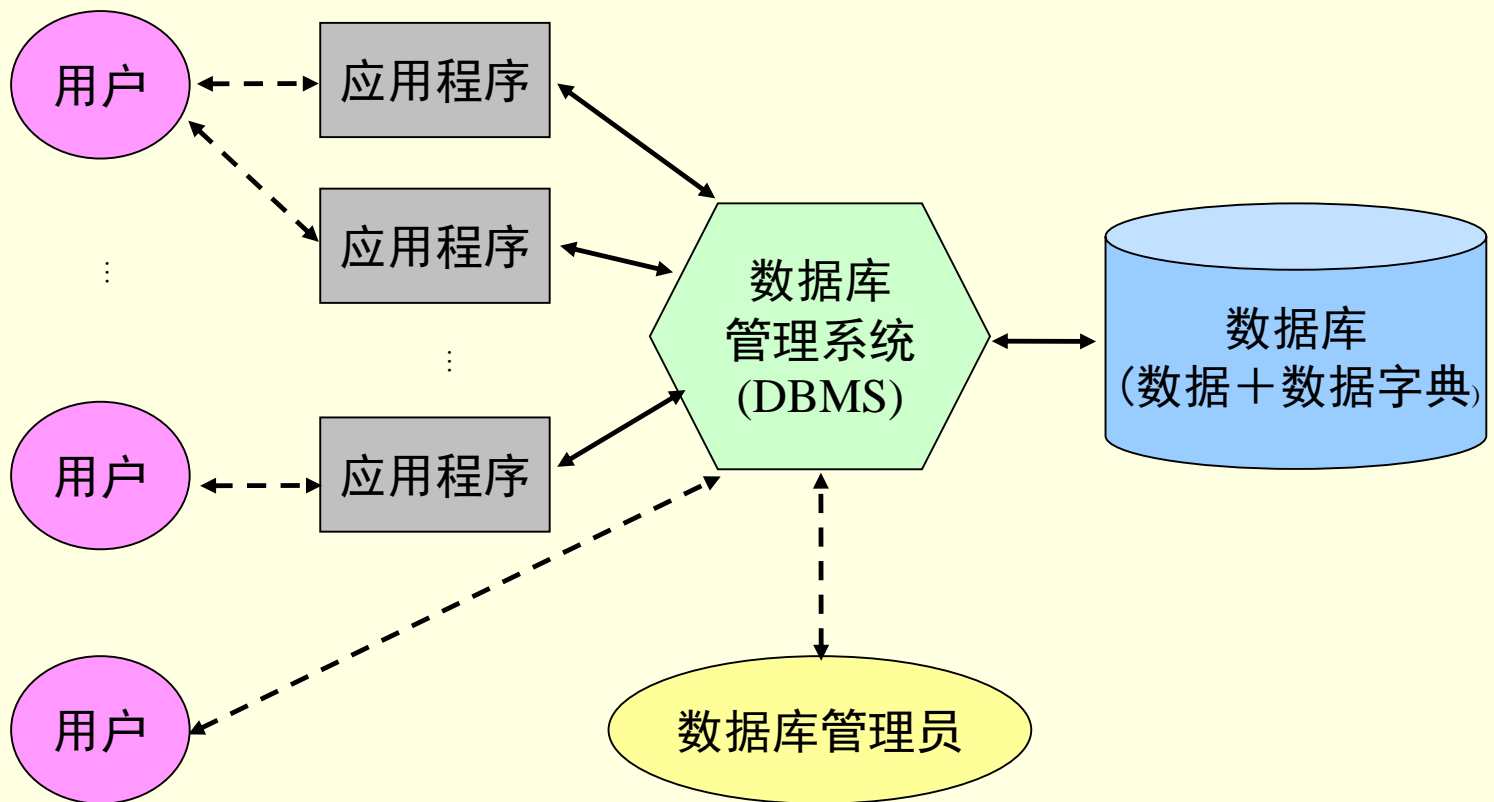 用户
应用程序
应用程序
⋮
⋮
用户
应用程序
用户
数据库
管理系统
(DBMS)
数据库
（数据＋数据字典)
数据库管理员